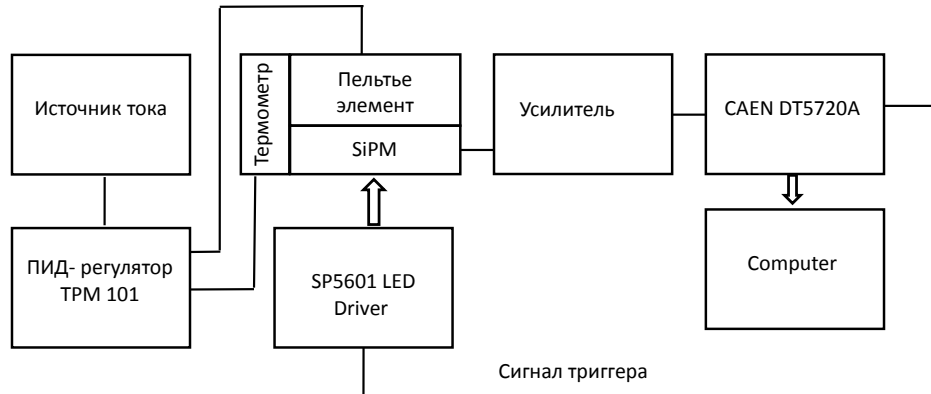 Источник тока
Термометр
Пельтье
элемент
SiPM
Усилитель
CAEN DT5720A
ПИД- регулятор
ТРМ 101
SP5601 LED
Driver
Computer
Сигнал триггера